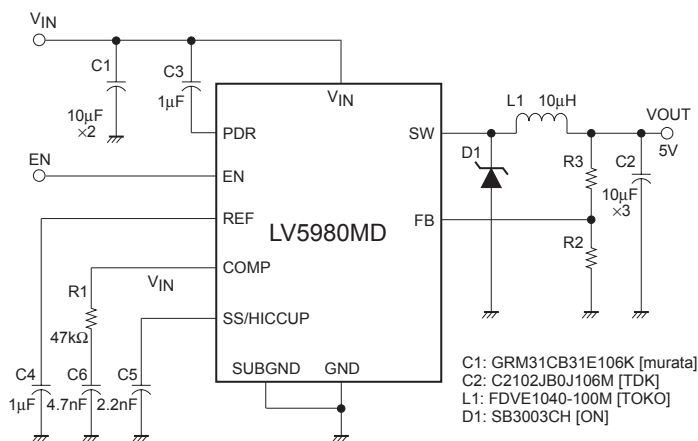 VIN
C1
10µF
×2
C3
1µF
VIN
PDR
SW
L1 10µH
VOUT
5V
D1
R3
C2
10µF
×3
EN
EN
REF
FB
LV5980MD
R2
COMP
VIN
R1
47kΩ
SS/HICCUP
C4
1µF
C6
4.7nF
C5
2.2nF
SUBGND
GND
C1: GRM31CB31E106K [murata]
C2: C2102JB0J106M [TDK]
L1: FDVE1040-100M [TOKO]
D1: SB3003CH [ON]